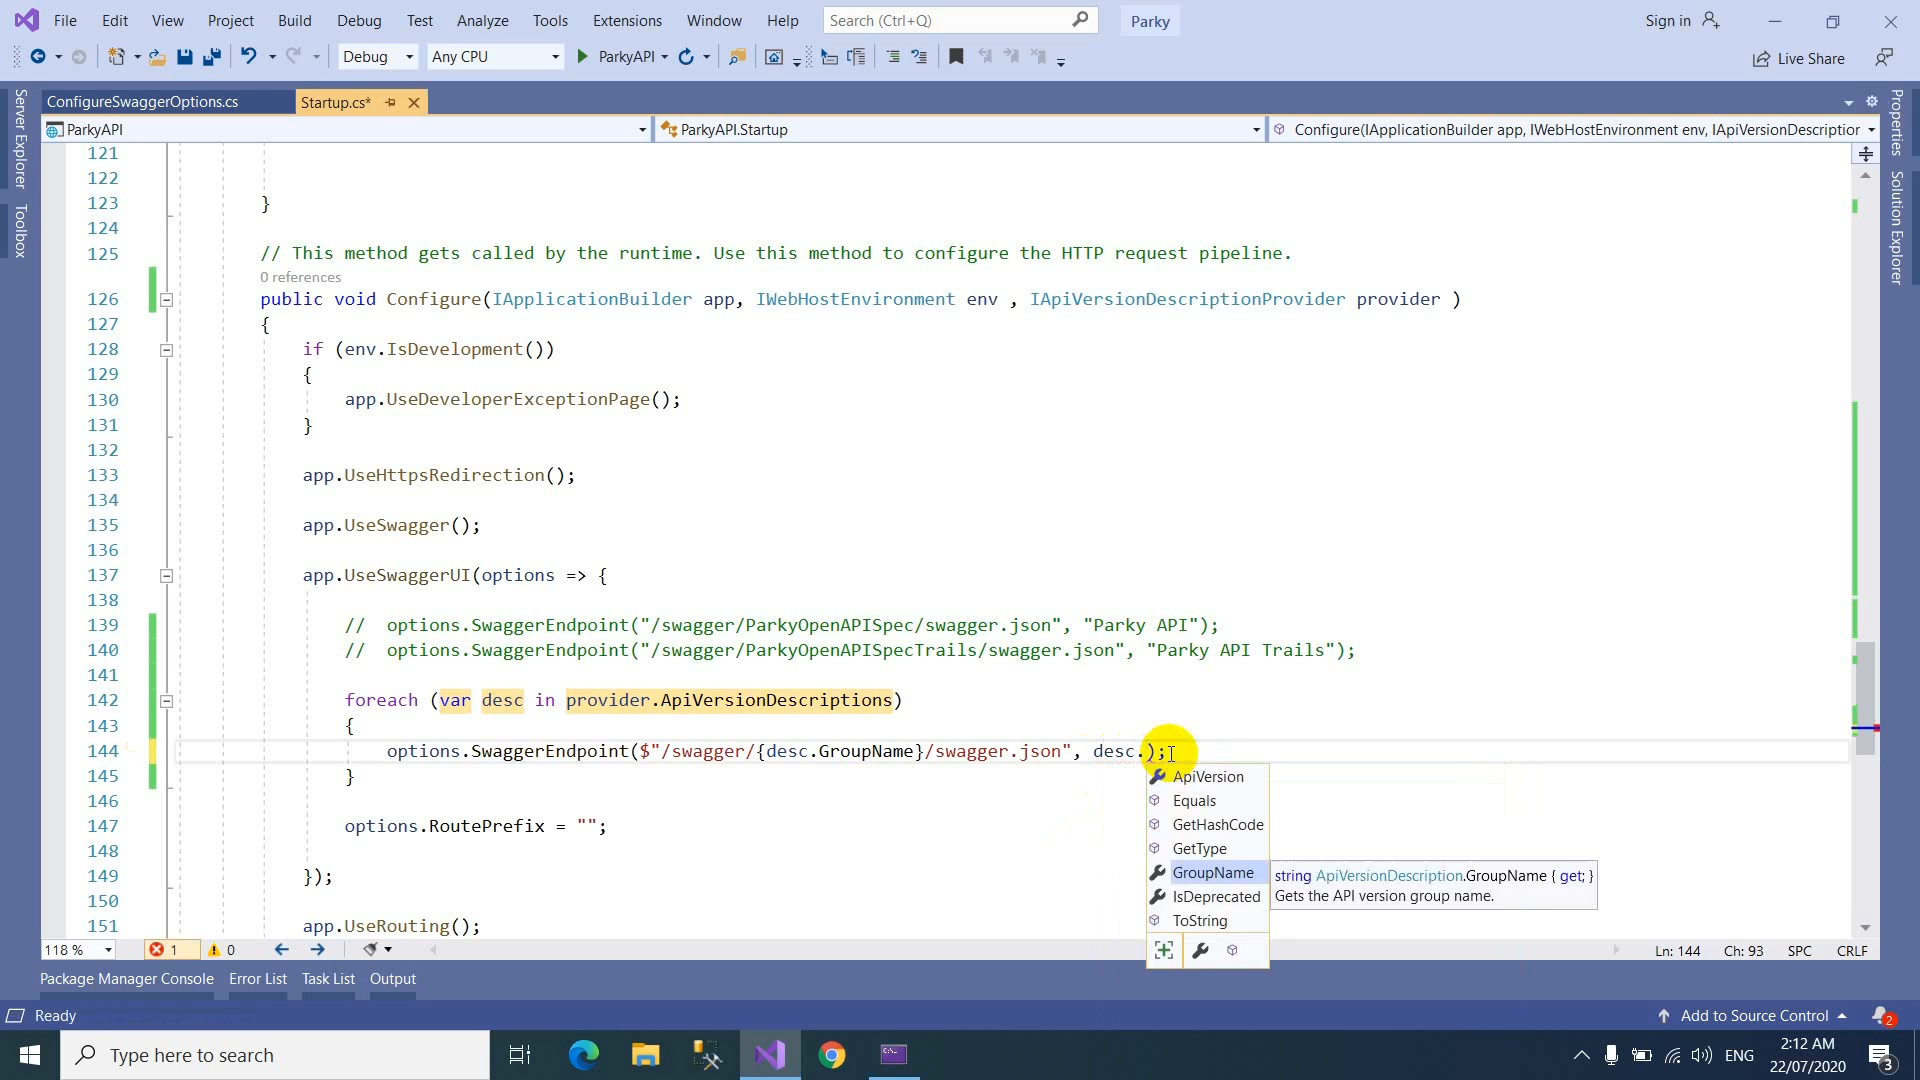 File Edit View Project Build Debug Test Analyze Tools Extensions Window Help Search (Ctrl+Q) Parky Sign in
Debug Any CPU ParkyAPI Live Share
ConfigureSwaggerOptions.cs Startup.cs*
ParkyAPI ParkyAPI.Startup Configure(IApplicationBuilder app, IWebHostEnvironment env, IApiVersionDescription
Server Explorer
Toolbox
Properties
Solution Explorer
121
122
123 }
124
125 // This method gets called by the runtime. Use this method to configure the HTTP request pipeline.
0 references
126 public void Configure(IApplicationBuilder app, IWebHostEnvironment env , IApiVersionDescriptionProvider provider )
127 {
128 if (env.IsDevelopment())
129 {
130 app.UseDeveloperExceptionPage();
131 }
132
133 app.UseHttpsRedirection();
134
135 app.UseSwagger();
136
137 app.UseSwaggerUI(options => {
138
139 // options.SwaggerEndpoint("/swagger/ParkyOpenAPISpec/swagger.json", "Parky API");
140 // options.SwaggerEndpoint("/swagger/ParkyOpenAPISpecTrails/swagger.json", "Parky API Trails");
141
142 foreach (var desc in provider.ApiVersionDescriptions)
143 {
144 options.SwaggerEndpoint($"/swagger/{desc.GroupName}/swagger.json", desc.);
145 }
146
147 options.RoutePrefix = "";
148
149 });
150
151 app.UseRouting();
ApiVersion
Equals
GetHashCode
GetType
GroupName
IsDeprecated
ToString
string ApiVersionDescription.GroupName { get; }
Gets the API version group name.
118 % 1 0 Ln: 144 Ch: 93 SPC CRLF
Package Manager Console Error List Task List Output
Ready Add to Source Control 2
Type here to search ENG 2:12 AM
22/07/2020 3